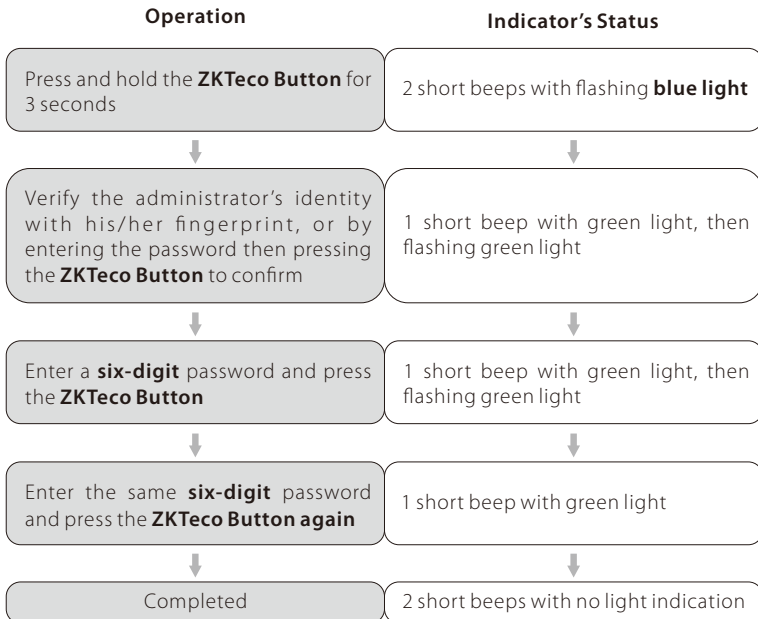 Operation
Indicator's Status
Press and hold the ZKTeco Button for
3 seconds
2 short beeps with flashing blue light
Verify the administrator's identity
with his/her fingerprint, or by
entering the password then pressing
the ZKTeco Button to confirm
1 short beep with green light, then
flashing green light
Enter a six-digit password and press
the ZKTeco Button
1 short beep with green light, then
flashing green light
Enter the same six-digit password
and press the ZKTeco Button again
1 short beep with green light
Completed
2 short beeps with no light indication